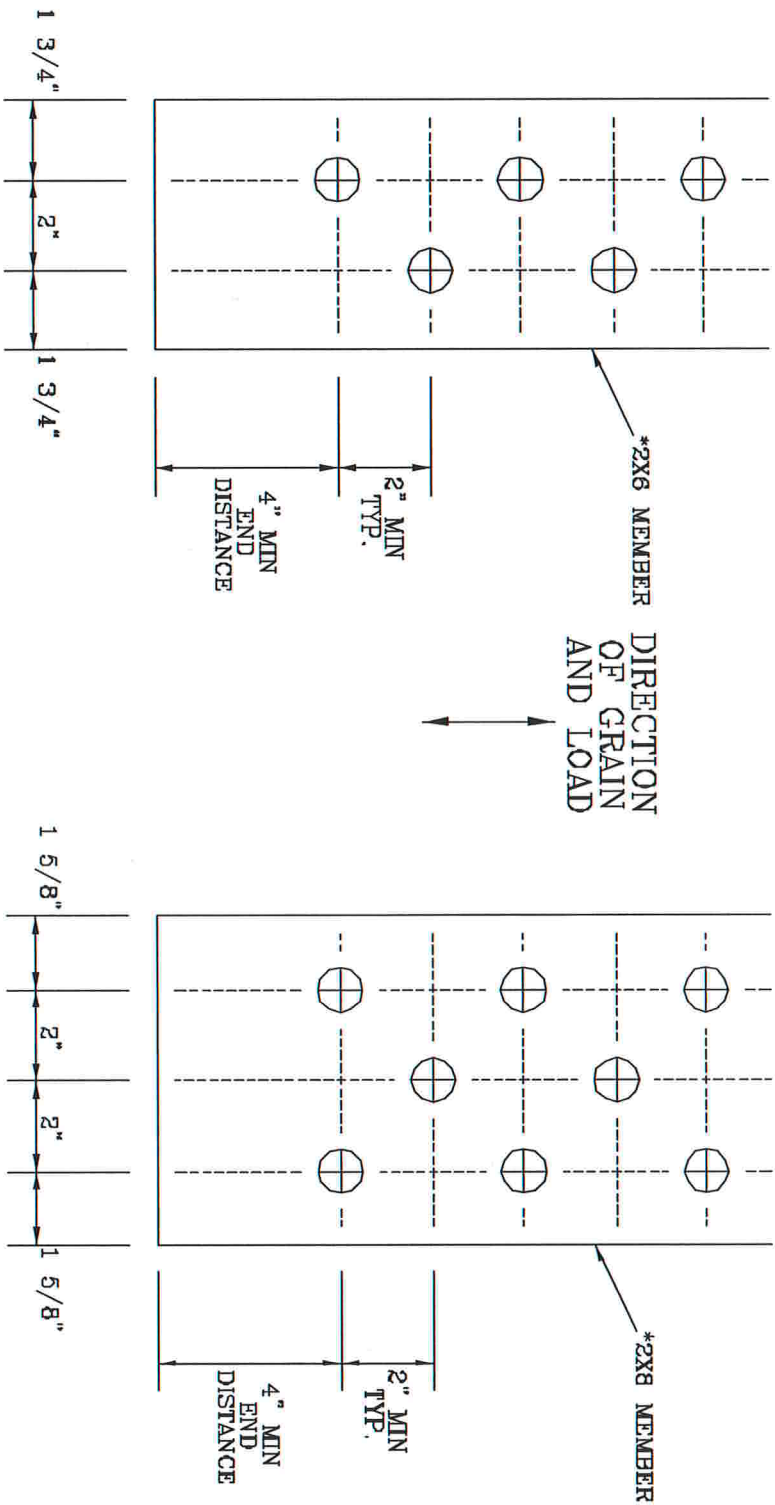 *2X6 MEMBER
2" MIN
TYP.
4" MIN
END
DISTANCE
1 3/4"
2"
1 3/4"
DIRECTION
OF GRAIN
AND LOAD
*2X8 MEMBER
2" MIN
TYP.
4" MIN
END
DISTANCE
1 5/8"
2"
2"
1 5/8"